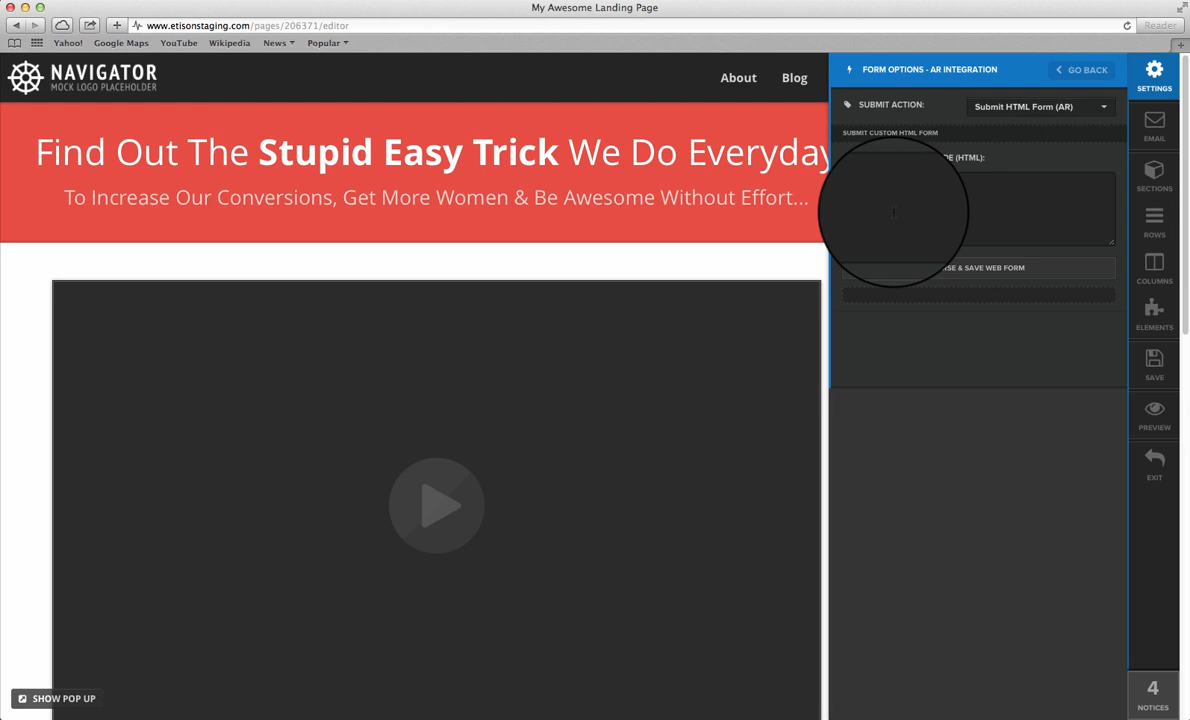 My Awesome Landing Page
www.etisonstaging.com/pages/206371/editor
Reader
Yahoo! Google Maps YouTube Wikipedia News Popular
NAVIGATOR
MOCK LOGO PLACEHOLDER
About Blog
Find Out The Stupid Easy Trick We Do Everyday
To Increase Our Conversions, Get More Women & Be Awesome Without Effort...
SHOW POP UP
FORM OPTIONS - AR INTEGRATION
GO BACK
SUBMIT ACTION:
Submit HTML Form (AR)
SUBMIT CUSTOM HTML FORM
(HTML):
& SAVE WEB FORM
SETTINGS
EMAIL
SECTIONS
ROWS
COLUMNS
ELEMENTS
SAVE
PREVIEW
EXIT
4
NOTICES